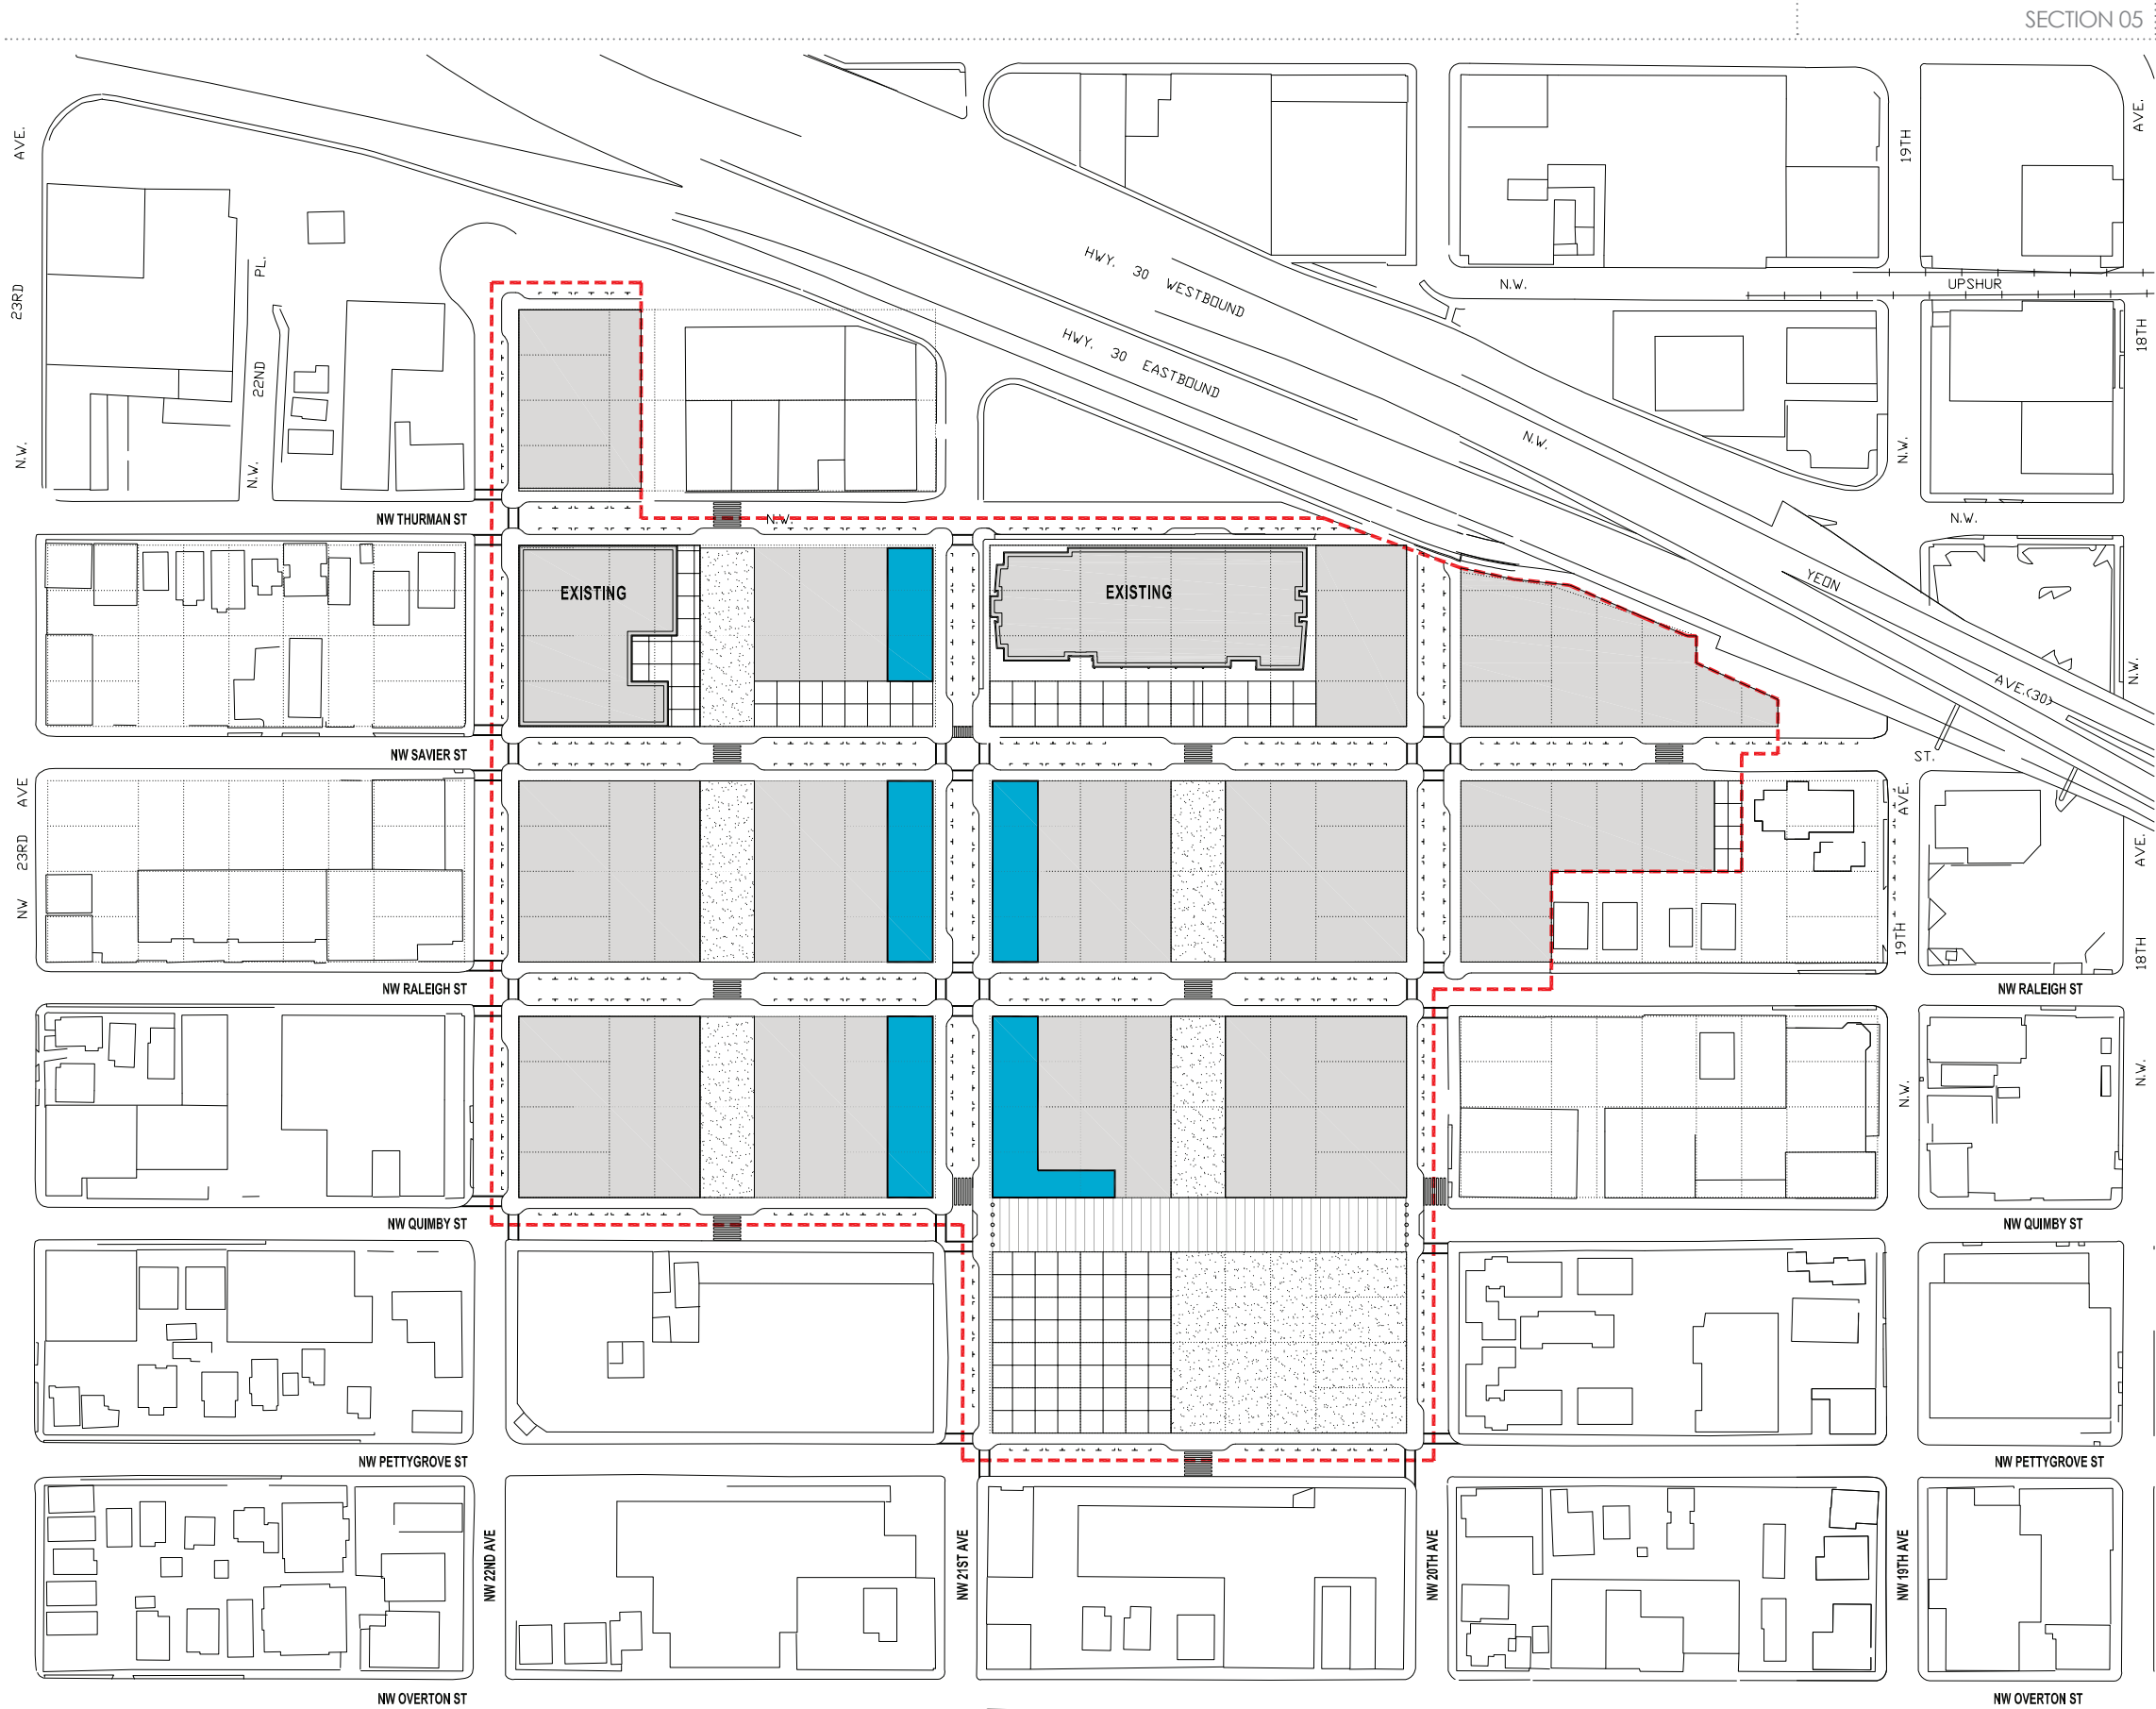 SECTION 05
AVE.
19TH
AVE.
PL.
HWY. 30 WESTBOUND
N.W.
UPSHUR
23RD
18TH
HWY. 30 EASTBOUND
22ND
N.W.
N.W.
N.W.
N.W.
NW THURMAN ST
N.W.
N.W.
EXISTING
EXISTING
YEON
N.W.
AVE.(30)
NW SAVIER ST
ST.
AVE
AVE.
23RD
AVE.
NW
19TH
18TH
NW RALEIGH ST
NW RALEIGH ST
N.W.
N.W.
NW QUIMBY ST
NW QUIMBY ST
NW PETTYGROVE ST
NW PETTYGROVE ST
NW 22ND AVE
NW 21ST AVE
NW 20TH AVE
NW 19TH AVE
NW OVERTON ST
NW OVERTON ST